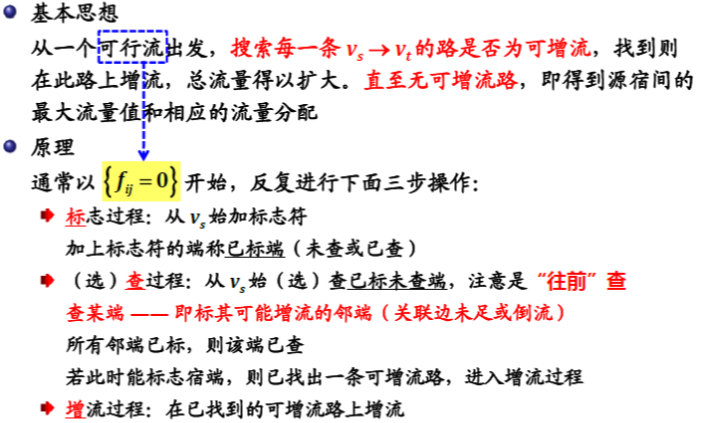 基本思想
从一个可行流出发，搜索每一条 vs → vt 的路是否为可增流，找到则
在此路上增流，总流量得以扩大。直至无可增流路，即得到源宿间的
最大流量值和相应的流量分配
原理
通常以 {fij = 0} 开始，反复进行下面三步操作：
标志过程：从 vs 始加标志符
加上标志符的端称已标端（未查或已查）
（选）查过程：从 vs 始（选）查已标未查端，注意是“往前”查
查某端 —— 即标其可能增流的邻端（关联边未足或倒流）
所有邻端已标，则该端已查
若此时能标志宿端，则已找出一条可增流路，进入增流过程
增流过程：在已找到的可增流路上增流